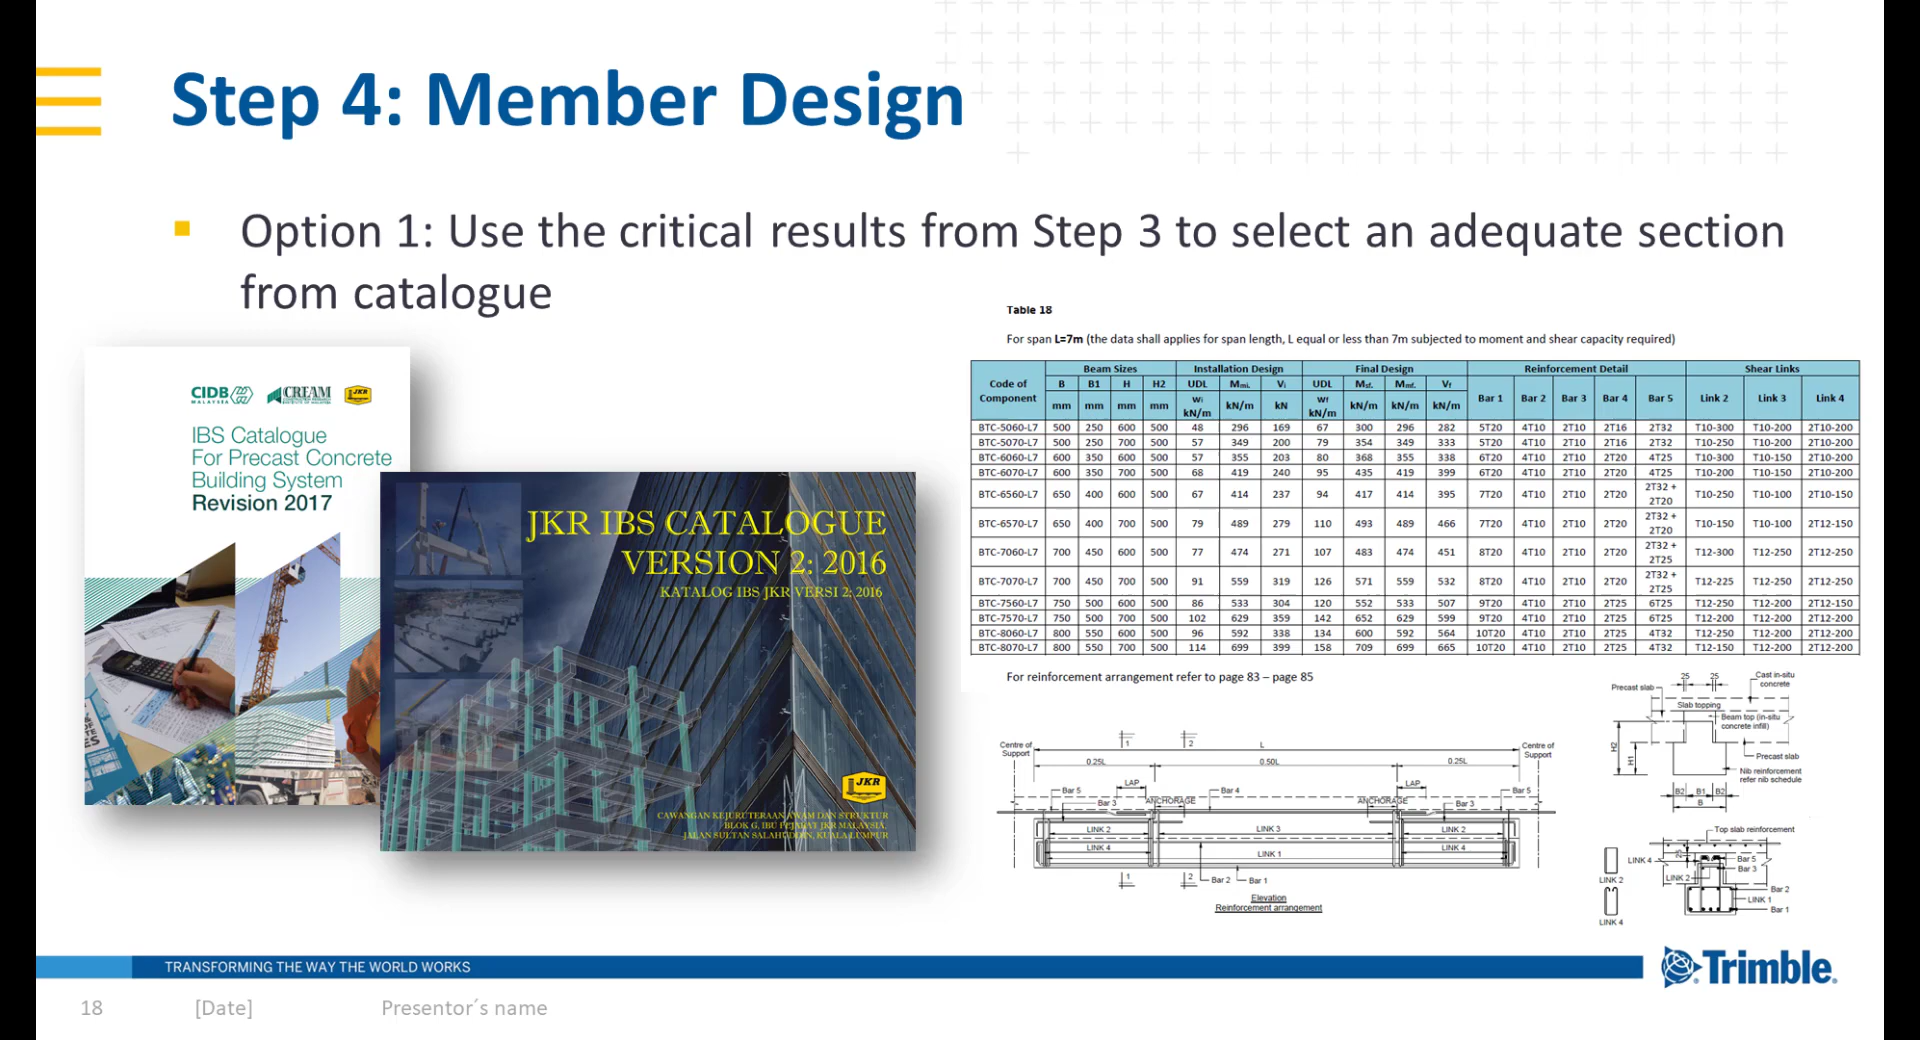 Step 4: Member Design
Option 1: Use the critical results from Step 3 to select an adequate section
from catalogue
CIDB
MALAYSIA
CREAM
JKR
IBS Catalogue
For Precast Concrete
Building System
Revision 2017
JKR IBS CATALOGUE
VERSION 2: 2016
KATALOG IBS JKR VERSI 2: 2016
JKR
CAWANGAN KEJURUTERAAN AWAM DAN STRUKTUR
BLOK G, IBU PEJABAT JKR MALAYSIA,
JALAN SULTAN SALAHUDDIN, KUALA LUMPUR
Table 18
For span L=7m (the data shall applies for span length, L equal or less than 7m subjected to moment and shear capacity required)
Code of Component Beam Sizes Installation Design Final Design Reinforcement Detail Shear Links
B B1 H H2 UDL Mmi. Vi UDL Msf. Mmf. Vf Bar 1 Bar 2 Bar 3 Bar 4 Bar 5 Link 2 Link 3 Link 4
mm mm mm mm wi kN/m kN/m kN wf kN/m kN/m kN/m kN/m
BTC-5060-L7 500 250 600 500 48 296 169 67 300 296 282 5T20 4T10 2T10 2T16 2T32 T10-300 T10-200 2T10-200
BTC-5070-L7 500 250 700 500 57 349 200 79 354 349 333 5T20 4T10 2T10 2T16 2T32 T10-250 T10-200 2T10-200
BTC-6060-L7 600 350 600 500 57 355 203 80 368 355 338 6T20 4T10 2T10 2T20 4T25 T10-300 T10-150 2T10-200
BTC-6070-L7 600 350 700 500 68 419 240 95 435 419 399 6T20 4T10 2T10 2T20 4T25 T10-200 T10-150 2T10-200
BTC-6560-L7 650 400 600 500 67 414 237 94 417 414 395 7T20 4T10 2T10 2T20 2T32 + 2T20 T10-250 T10-100 2T10-150
BTC-6570-L7 650 400 700 500 79 489 279 110 493 489 466 7T20 4T10 2T10 2T20 2T32 + 2T20 T10-150 T10-100 2T12-150
BTC-7060-L7 700 450 600 500 77 474 271 107 483 474 451 8T20 4T10 2T10 2T20 2T32 + 2T25 T12-300 T12-250 2T12-250
BTC-7070-L7 700 450 700 500 91 559 319 126 571 559 532 8T20 4T10 2T10 2T20 2T32 + 2T25 T12-225 T12-250 2T12-250
BTC-7560-L7 750 500 600 500 86 533 304 120 552 533 507 9T20 4T10 2T10 2T25 6T25 T12-250 T12-200 2T12-150
BTC-7570-L7 750 500 700 500 102 629 359 142 652 629 599 9T20 4T10 2T10 2T25 6T25 T12-200 T12-200 2T12-200
BTC-8060-L7 800 550 600 500 96 592 338 134 600 592 564 10T20 4T10 2T10 2T25 4T32 T12-250 T12-200 2T12-200
BTC-8070-L7 800 550 700 500 114 699 399 158 709 699 665 10T20 4T10 2T10 2T25 4T32 T12-150 T12-200 2T12-200
For reinforcement arrangement refer to page 83 – page 85
Centre of
Support
1
2
L
Centre of
Support
0.25L
0.50L
0.25L
LAP
LAP
Bar 5
Bar 4
Bar 5
Bar 3
ANCHORAGE
ANCHORAGE
Bar 3
LINK 2
LINK 3
LINK 2
LINK 4
LINK 1
LINK 4
1
2
Bar 2
Bar 1
Elevation
Reinforcement arrangement
25
25
Cast in-situ
concrete
Precast slab
Slab topping
Beam top (in-situ
concrete infill)
H2
H1
Precast slab
Nib reinforcement
refer nib schedule
B2
B1
B2
B
Top slab reinforcement
25
LINK 4
Bar 5
Bar 3
LINK 2
LINK 2
Bar 2
LINK 1
Bar 1
LINK 4
TRANSFORMING THE WAY THE WORLD WORKS
Trimble.
18
[Date]
Presentor´s name